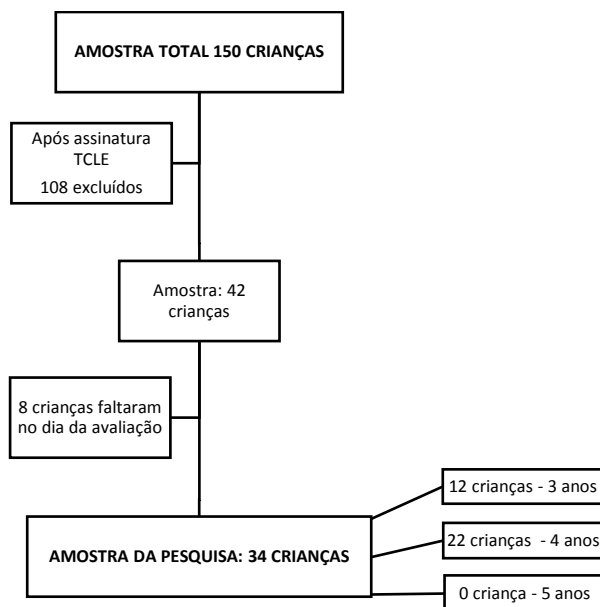 AMOSTRA TOTAL 150 CRIANÇAS
Após assinatura
TCLE
108 excluídos
Amostra: 42
crianças
8 crianças faltaram
no dia da avaliação
12 crianças - 3 anos
AMOSTRA DA PESQUISA: 34 CRIANÇAS
22 crianças - 4 anos
0 criança - 5 anos